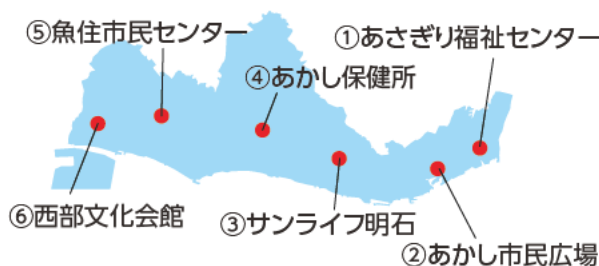 ⑤魚住市民センター
①あさぎり福祉センター
④あかし保健所
⑥西部文化会館
③サンライフ明石
②あかし市民広場